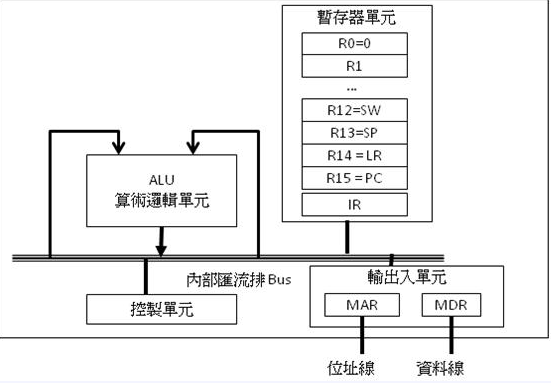 暫存器單元
R0=0
R1
...
R12=SW
R13=SP
R14 = LR
R15 = PC
IR
ALU
算術邏輯單元
內部匯流排 Bus
控製單元
輸出入單元
MAR
MDR
位址線
資料線